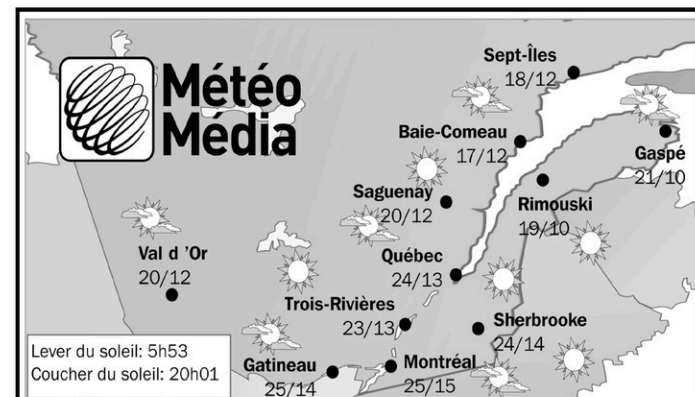 Météo
Média
Sept-Îles
18/12
Baie-Comeau
17/12
Gaspé
21/10
Saguenay
20/12
Rimouski
19/10
Val d ’Or
20/12
Québec
24/13
Trois-Rivières
23/13
Sherbrooke
24/14
Lever du soleil: 5h53
Coucher du soleil: 20h01
Gatineau
25/14
Montréal
25/15